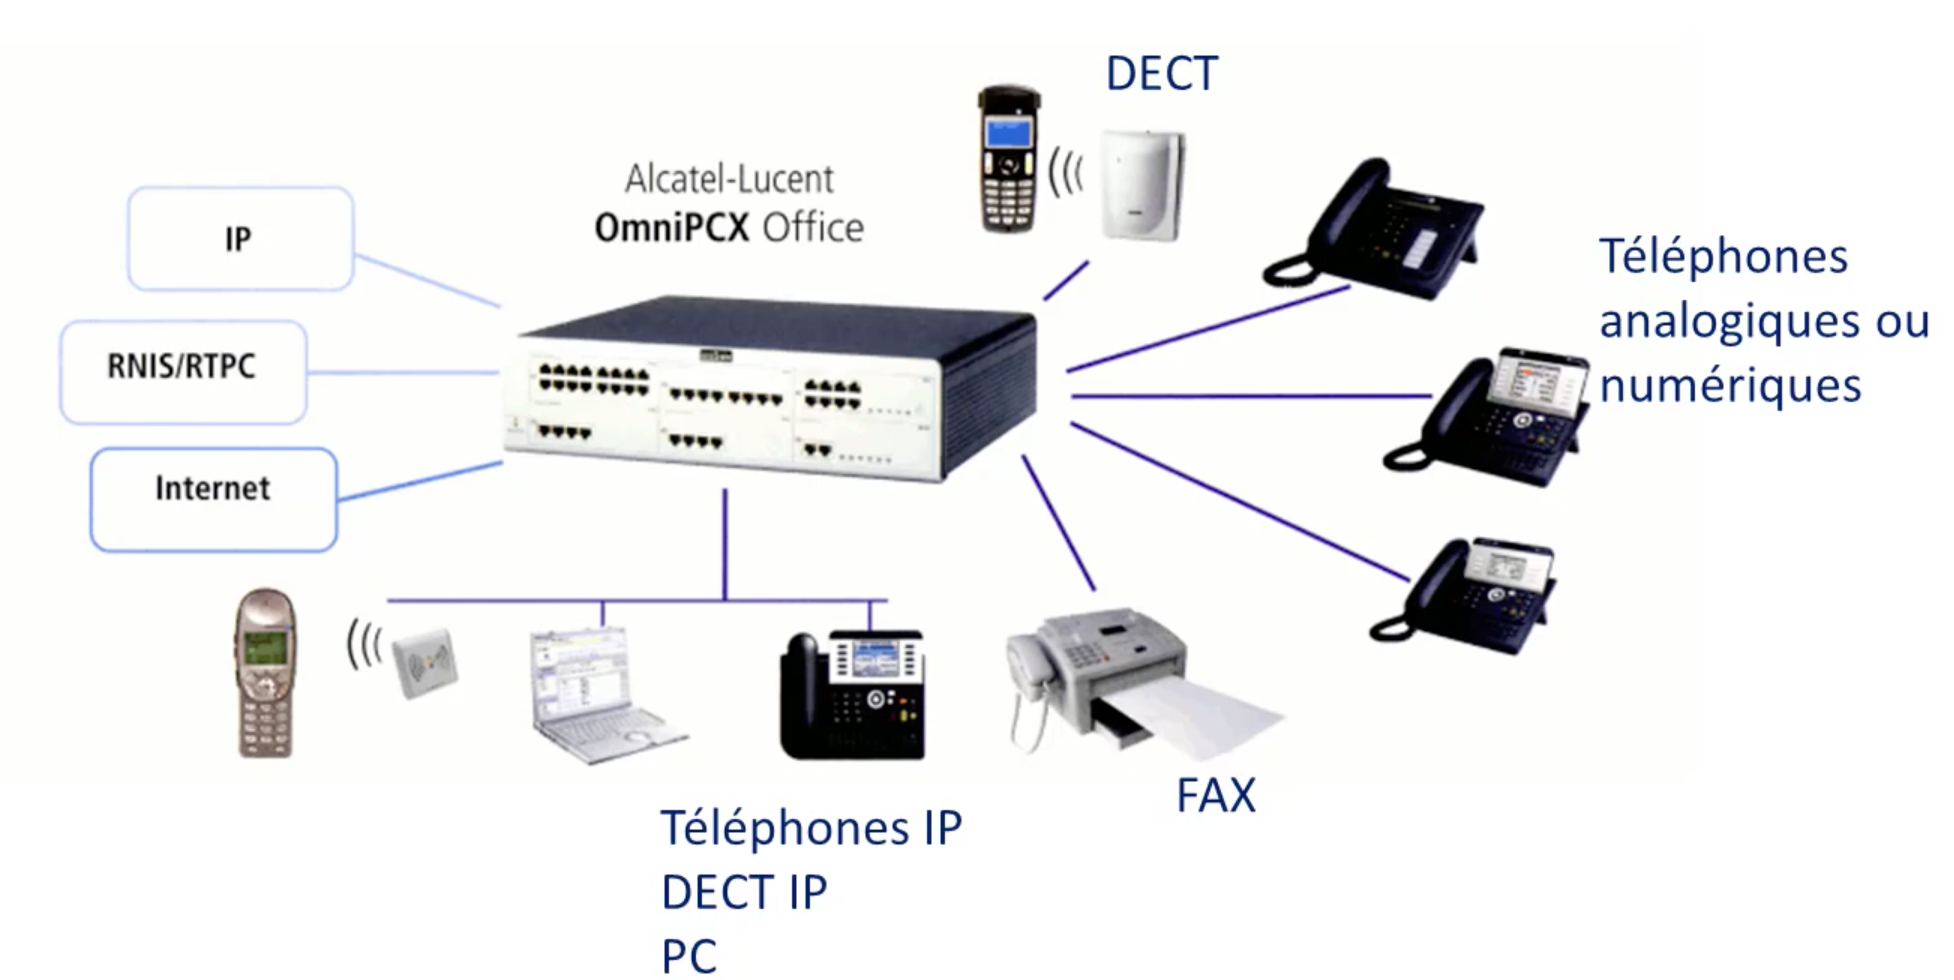 DECT
Alcatel-Lucent
OmniPCX Office
IP
RNIS/RTPC
Internet
Téléphones
analogiques ou
numériques
FAX
Téléphones IP
DECT IP
PC